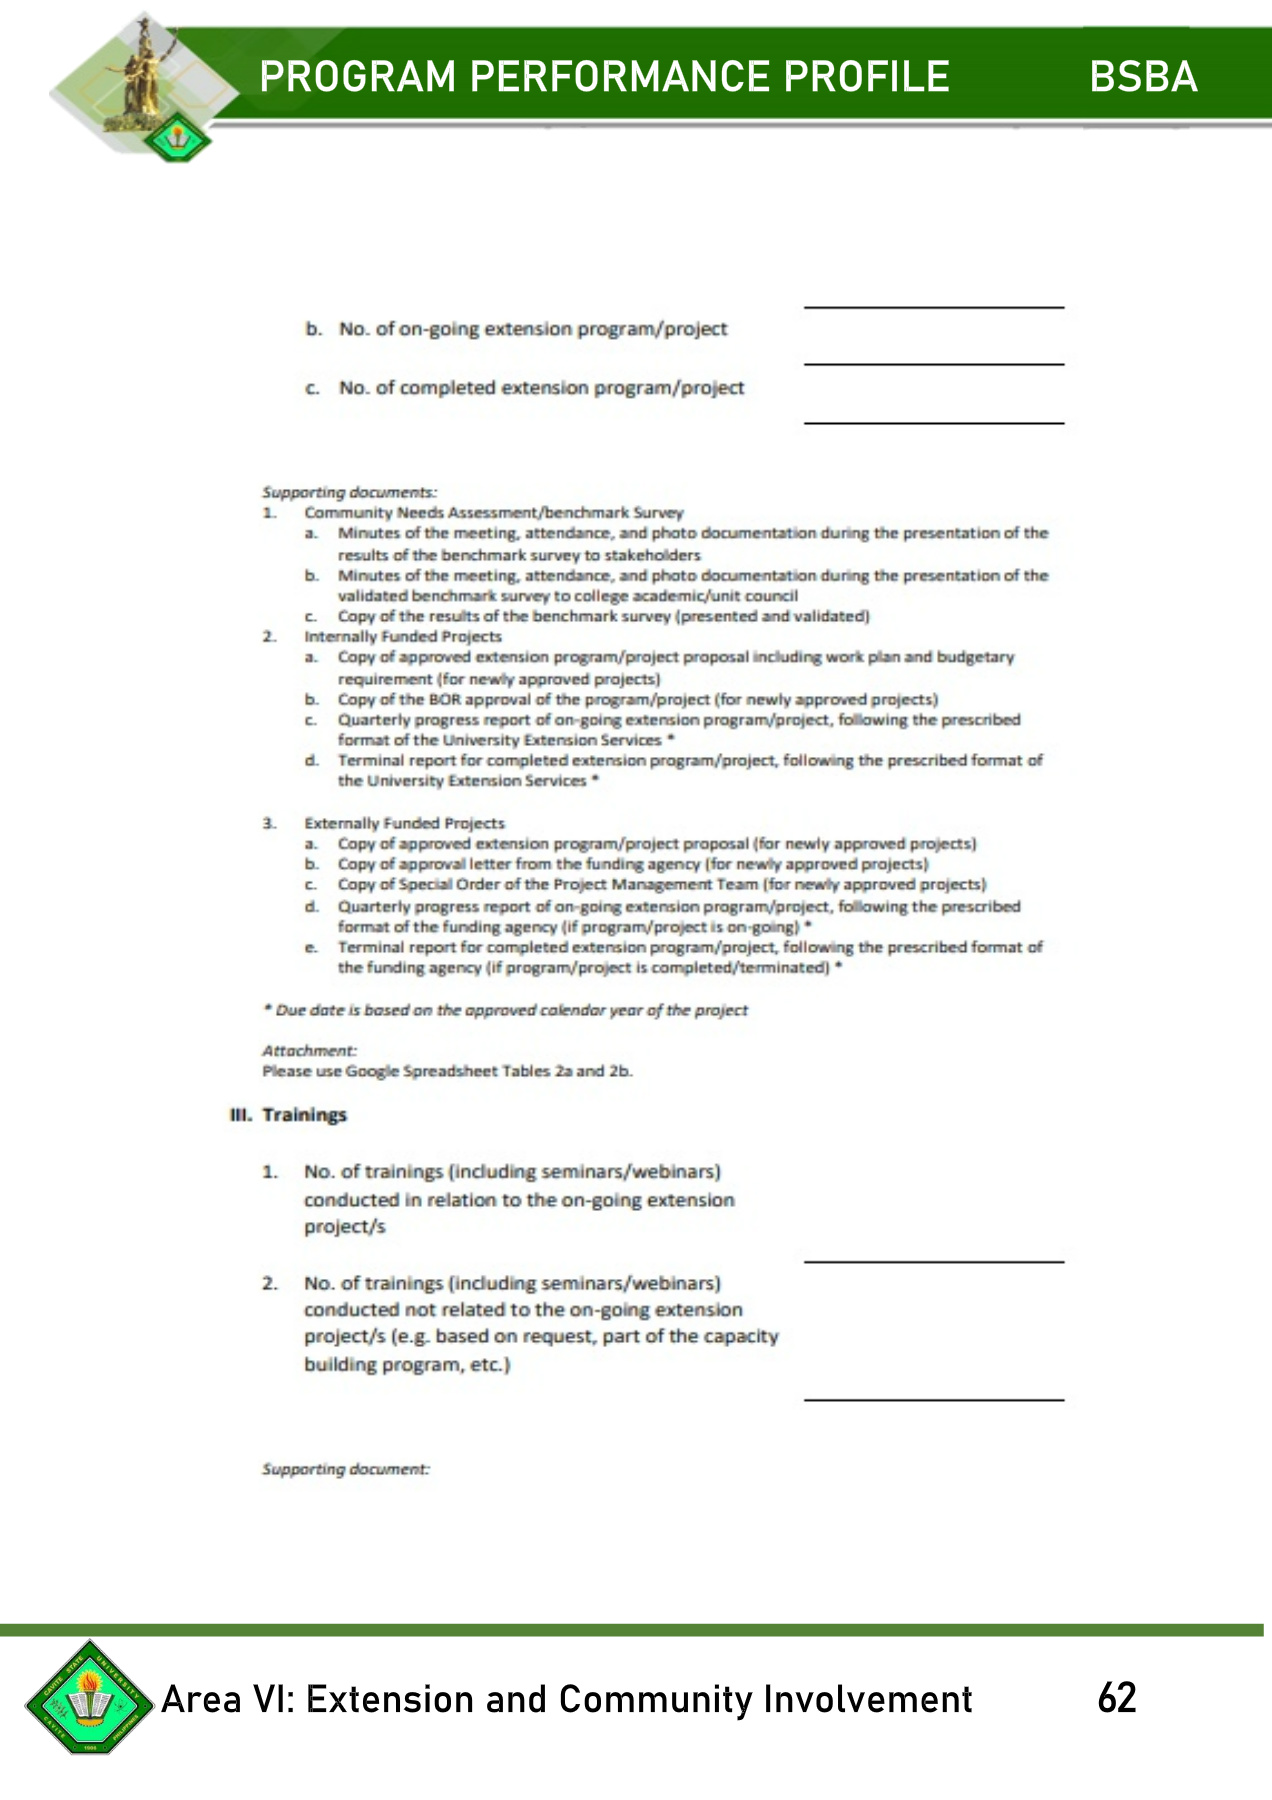 PROGRAM PERFORMANCE PROFILE BSBA
b. No. of on-going extension program/project
c. No. of completed extension program/project
Supporting documents:
1. Community Needs Assessment/benchmark Survey
a. Minutes of the meeting, attendance, and photo documentation during the presentation of the
results of the benchmark survey to stakeholders
b. Minutes of the meeting, attendance, and photo documentation during the presentation of the
validated benchmark survey to college academic/unit council
c. Copy of the results of the benchmark survey (presented and validated)
2. Internally Funded Projects
a. Copy of approved extension program/project proposal including work plan and budgetary
requirement (for newly approved projects)
b. Copy of the BOR approval of the program/project (for newly approved projects)
c. Quarterly progress report of on-going extension program/project, following the prescribed
format of the University Extension Services *
d. Terminal report for completed extension program/project, following the prescribed format of
the University Extension Services *
3. Externally Funded Projects
a. Copy of approved extension program/project proposal (for newly approved projects)
b. Copy of approval letter from the funding agency (for newly approved projects)
c. Copy of Special Order of the Project Management Team (for newly approved projects)
d. Quarterly progress report of on-going extension program/project, following the prescribed
format of the funding agency (if program/project is on-going) *
e. Terminal report for completed extension program/project, following the prescribed format of
the funding agency (if program/project is completed/terminated) *
* Due date is based on the approved calendar year of the project
Attachment:
Please use Google Spreadsheet Tables 2a and 2b.
III. Trainings
1. No. of trainings (including seminars/webinars)
conducted in relation to the on-going extension
project/s
2. No. of trainings (including seminars/webinars)
conducted not related to the on-going extension
project/s (e.g. based on request, part of the capacity
building program, etc.)
Supporting document:
CAVITE STATE UNIVERSITY
CAVITE PHILIPPINES
1906
Area VI: Extension and Community Involvement 62